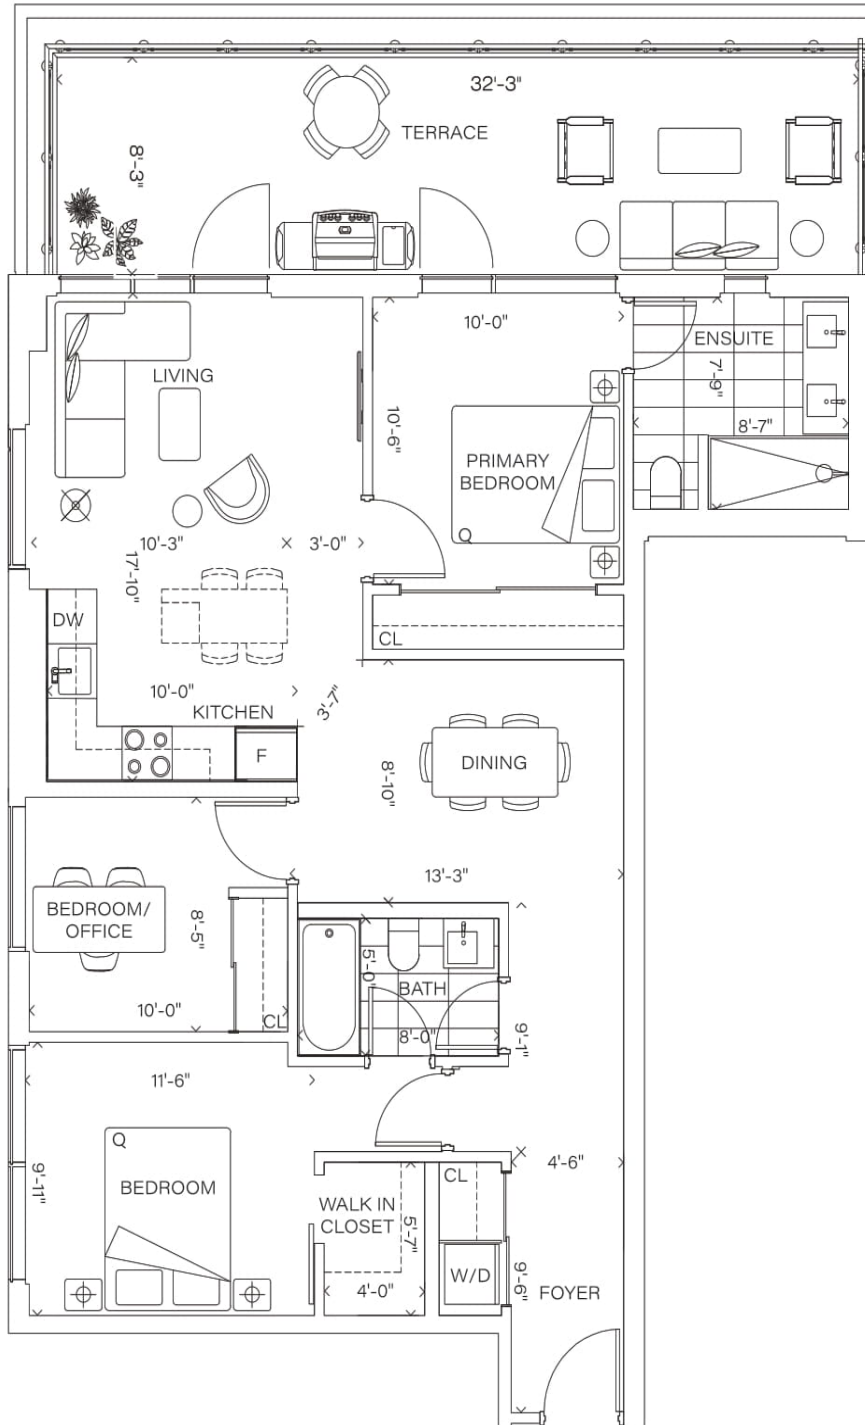 32'-3"
TERRACE
8'-3"
10'-0"
ENSUITE
7'-9"
8'-7"
LIVING
10'-6"
PRIMARY
BEDROOM
Q
10'-3"
3'-0"
17'-10"
DW
CL
10'-0"
KITCHEN
3'-7"
F
DINING
8'-10"
13'-3"
BEDROOM/
OFFICE
8'-5"
10'-0"
CL
5'-0"
BATH
8'-0"
9'-1"
11'-6"
Q
9'-11"
BEDROOM
WALK IN
CLOSET
5'-7"
4'-0"
CL
4'-6"
W/D
9'-6"
FOYER